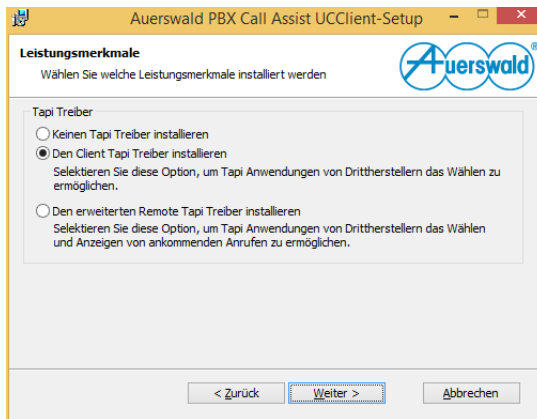 Auerswald PBX Call Assist UCClient-Setup
Leistungsmerkmale
Wählen Sie welche Leistungsmerkmale installiert werden
Auerswald®
Tapi Treiber
Keinen Tapi Treiber installieren
Den Client Tapi Treiber installieren
Selektieren Sie diese Option, um Tapi Anwendungen von Drittherstellern das Wählen zu
ermöglichen.
Den erweiterten Remote Tapi Treiber installieren
Selektieren Sie diese Option, um Tapi Anwendungen von Drittherstellern das Wählen
und Anzeigen von ankommenden Anrufen zu ermöglichen.
< Zurück Weiter > Abbrechen